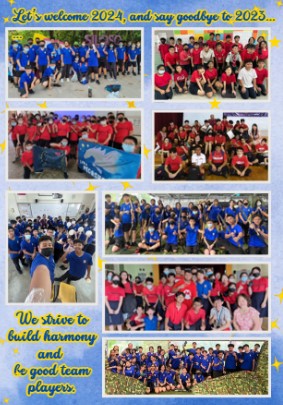 Let's welcome 2024, and say goodbye to 2023...
We strive to
build harmony
and
be good team
players.